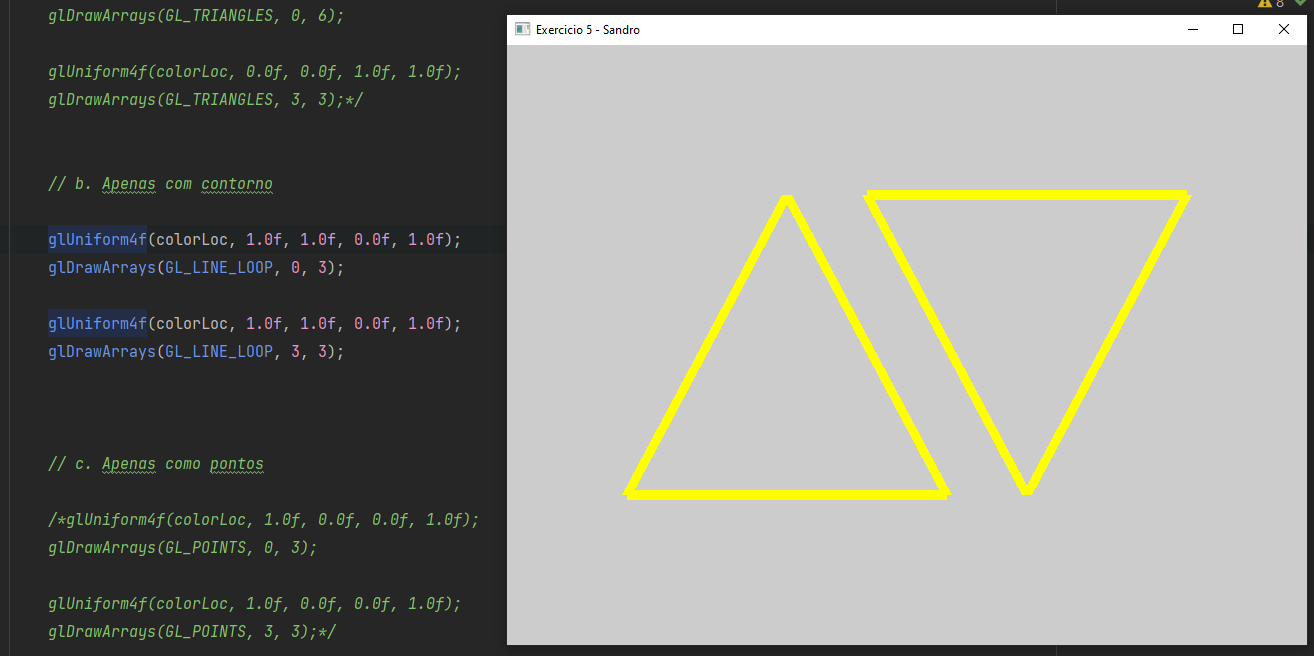 glDrawArrays(GL_TRIANGLES, 0, 6);
glUniform4f(colorLoc, 0.0f, 0.0f, 1.0f, 1.0f);
glDrawArrays(GL_TRIANGLES, 3, 3);*/
// b. Apenas com contorno
glUniform4f(colorLoc, 1.0f, 1.0f, 0.0f, 1.0f);
glDrawArrays(GL_LINE_LOOP, 0, 3);
glUniform4f(colorLoc, 1.0f, 1.0f, 0.0f, 1.0f);
glDrawArrays(GL_LINE_LOOP, 3, 3);
// c. Apenas como pontos
/*glUniform4f(colorLoc, 1.0f, 0.0f, 0.0f, 1.0f);
glDrawArrays(GL_POINTS, 0, 3);
glUniform4f(colorLoc, 1.0f, 0.0f, 0.0f, 1.0f);
glDrawArrays(GL_POINTS, 3, 3);*/
8
Exercicio 5 - Sandro